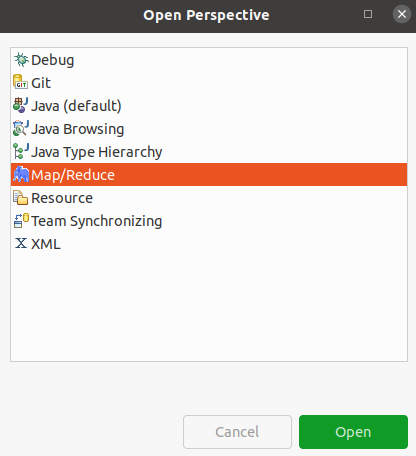 Open Perspective
Debug
Git
Java (default)
Java Browsing
Java Type Hierarchy
Map/Reduce
Resource
Team Synchronizing
XML
Cancel
Open